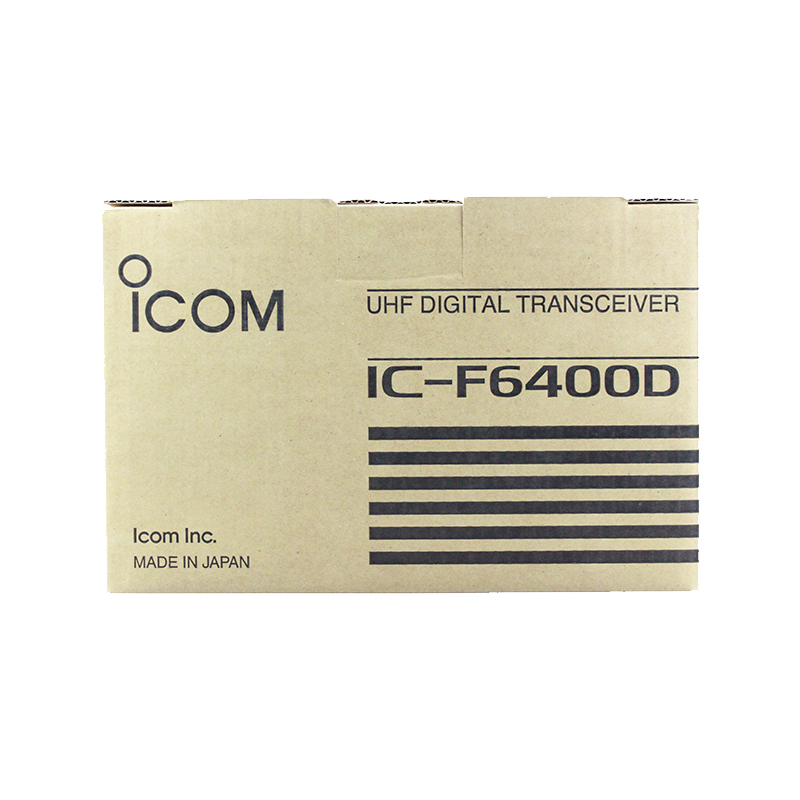 ICOM
UHF DIGITAL TRANSCEIVER
IC-F6400D
Icom Inc.
MADE IN JAPAN